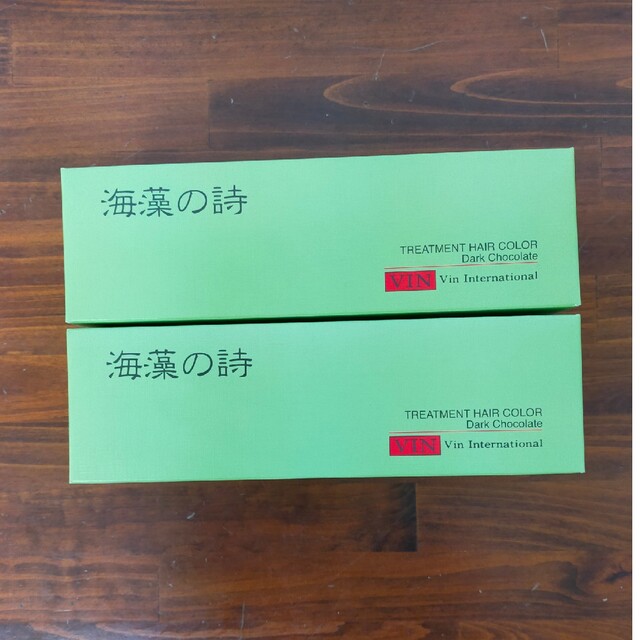 海藻の詩
TREATMENT HAIR COLOR
Dark Chocolate
VIN Vin International
海藻の詩
TREATMENT HAIR COLOR
Dark Chocolate
VIN Vin International